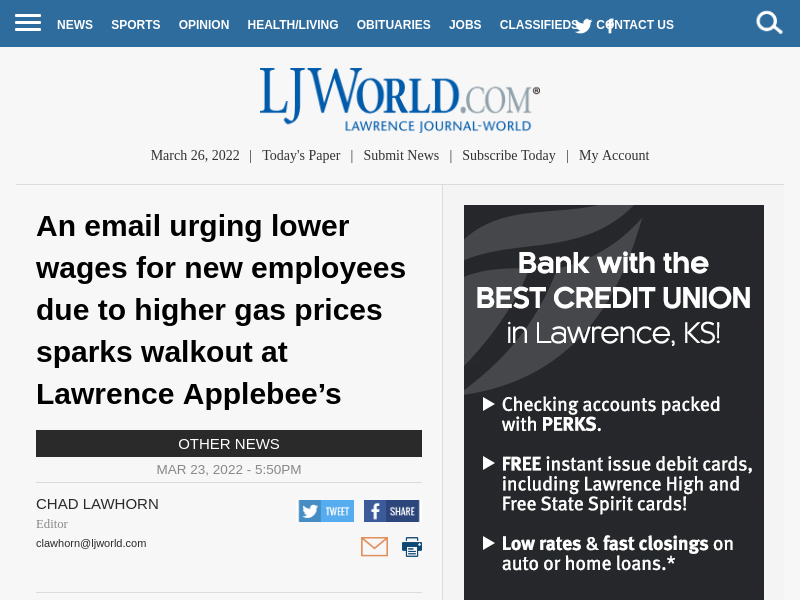 NEWS SPORTS OPINION HEALTH/LIVING OBITUARIES JOBS CLASSIFIEDS CONTACT US
LJWORLD.COM®
LAWRENCE JOURNAL-WORLD
March 26, 2022 | Today's Paper | Submit News | Subscribe Today | My Account
An email urging lower
wages for new employees
due to higher gas prices
sparks walkout at
Lawrence Applebee’s
OTHER NEWS
MAR 23, 2022 - 5:50PM
CHAD LAWHORN
TWEET SHARE
Editor
clawhorn@ljworld.com
Bank with the
BEST CREDIT UNION
in Lawrence, KS!
Checking accounts packed
with PERKS.
FREE instant issue debit cards,
including Lawrence High and
Free State Spirit cards!
Low rates & fast closings on
auto or home loans.*